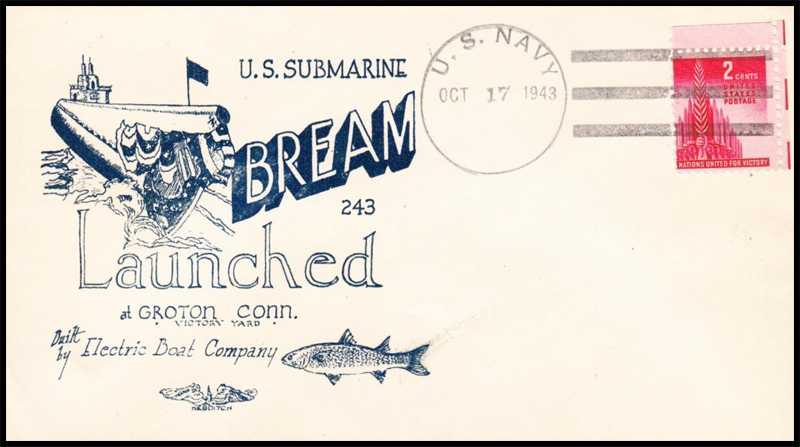 U.S. SUBMARINE
BREAM
243
Launched
at GROTON CONN.
VICTORY YARD
Built by Electric Boat Company
U. S. NAVY
OCT 17 1943
2 CENTS
UNITED
STATES
POSTAGE
NATIONS UNITED FOR VICTORY